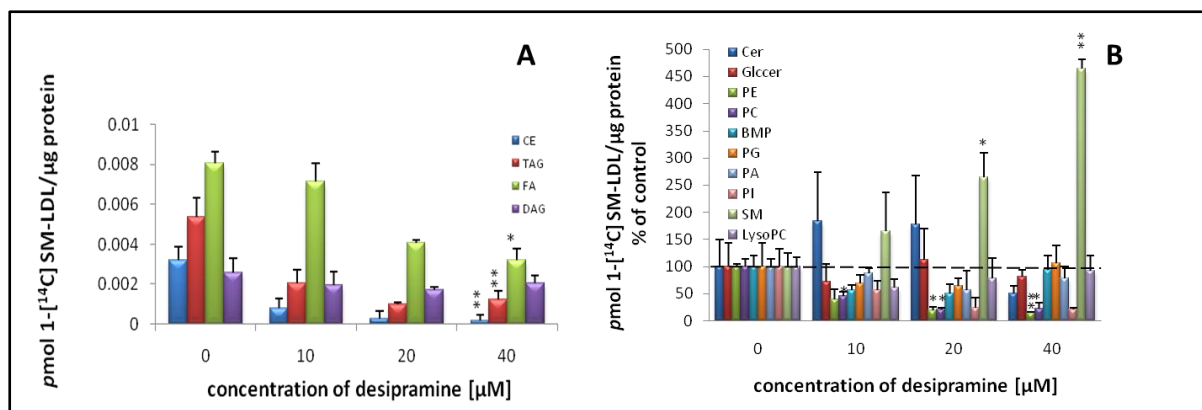 A
pmol 1-[¹⁴C] SM-LDL/µg protein
0.01
0.008
0.006
0.004
0.002
0
CE
TAG
FA
DAG
**
**
*
0 10 20 40
concentration of desipramine [µM]
B
pmol 1-[¹⁴C] SM-LDL/µg protein
% of control
500
450
400
350
300
250
200
150
100
50
0
Cer
Glccer
PE
PC
BMP
PG
PA
PI
SM
LysoPC
*
*
*
*
**
**
**
0 10 20 40
concentration of desipramine [µM]